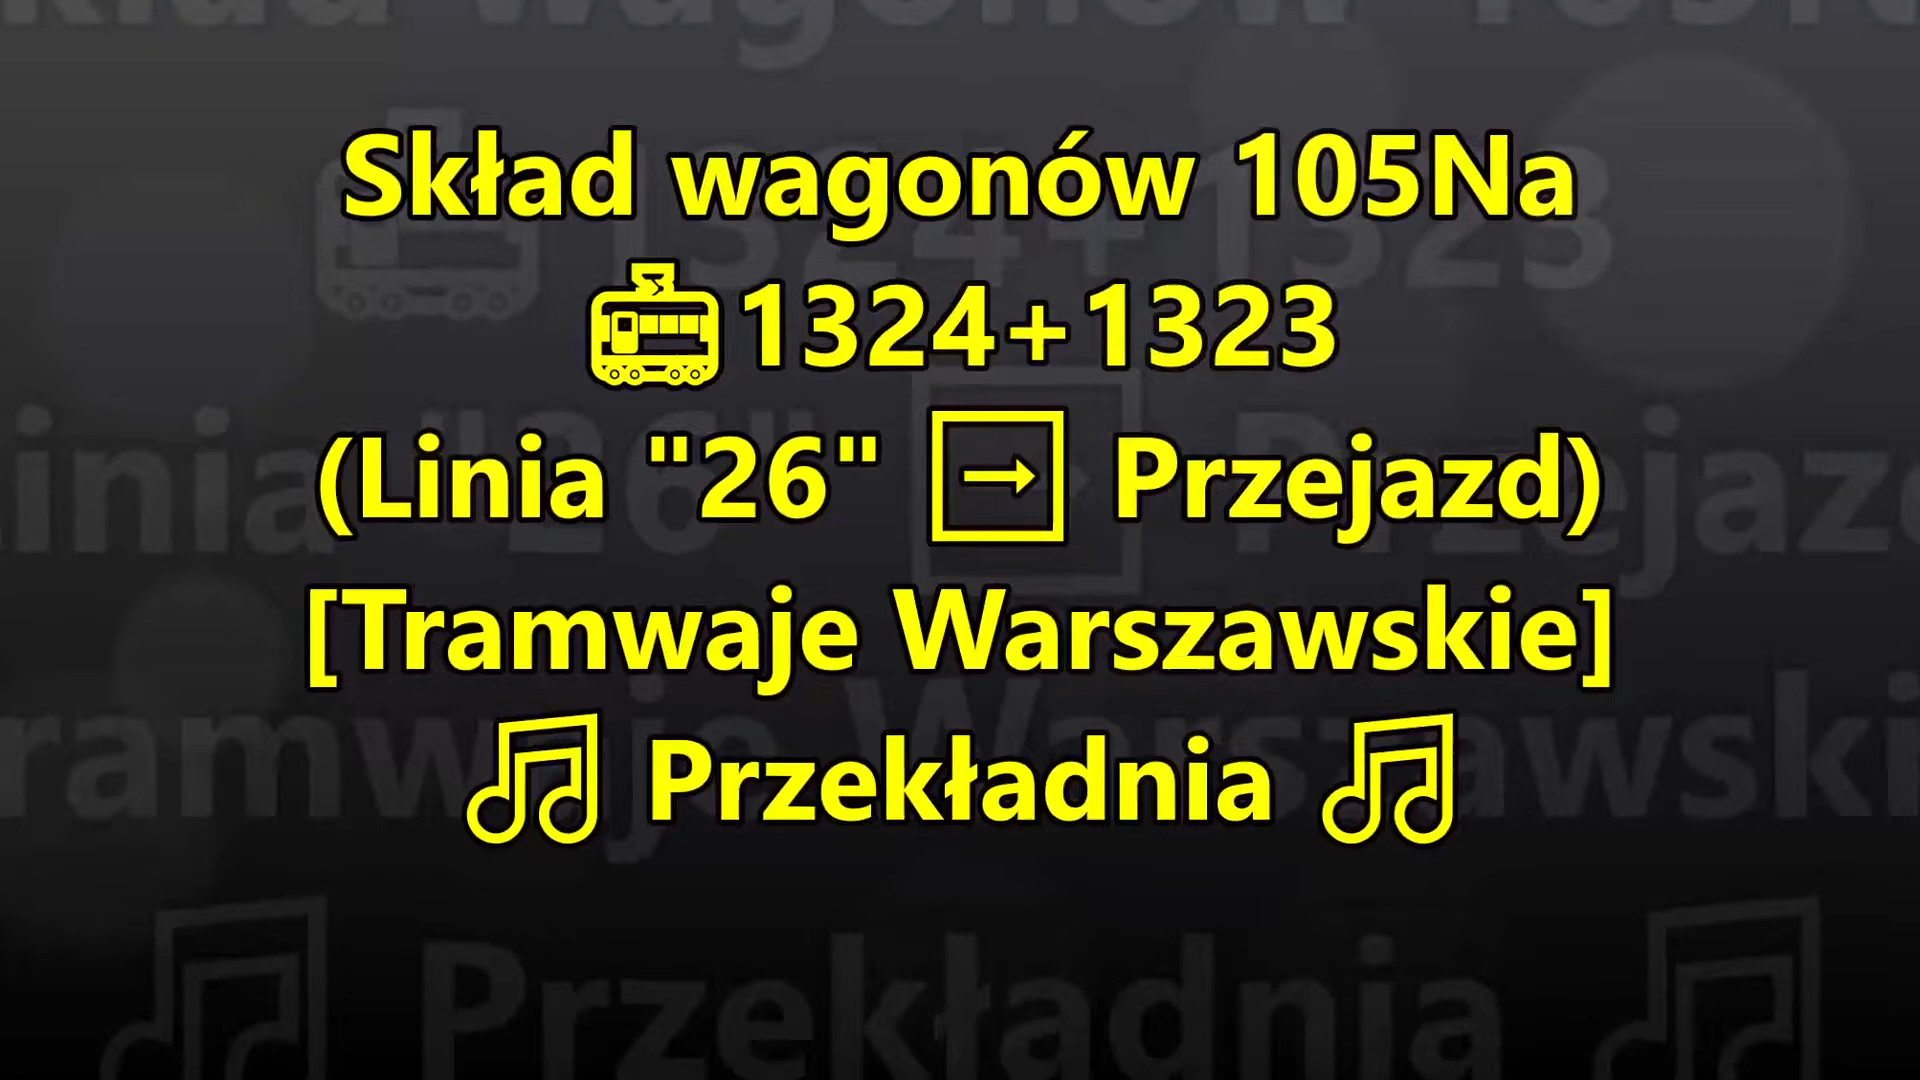 Skład wagonów 105Na
🚋1324+1323
(Linia "26" ➡ Przejazd)
[Tramwaje Warszawskie]
🎵 Przekładnia 🎵